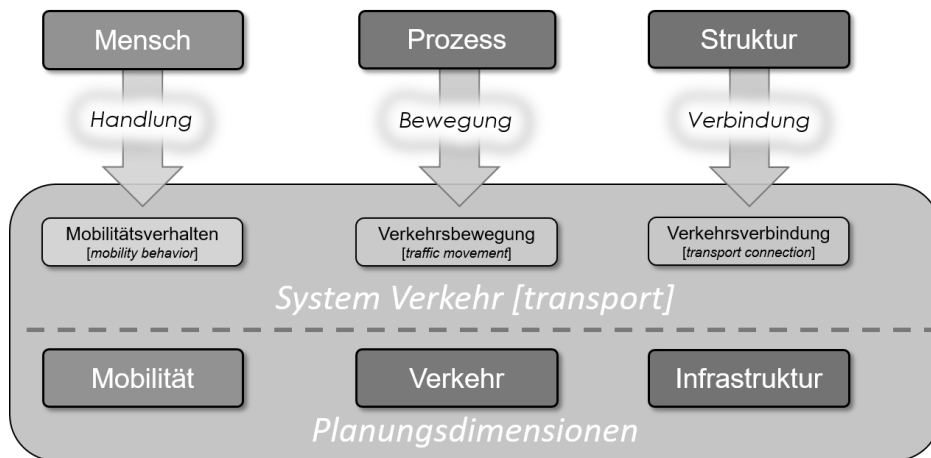 Mensch
Prozess
Struktur
Handlung
Bewegung
Verbindung
Mobilitätsverhalten
[mobility behavior]
Verkehrsbewegung
[traffic movement]
Verkehrsverbindung
[transport connection]
System Verkehr [transport]
Mobilität
Verkehr
Infrastruktur
Planungsdimensionen